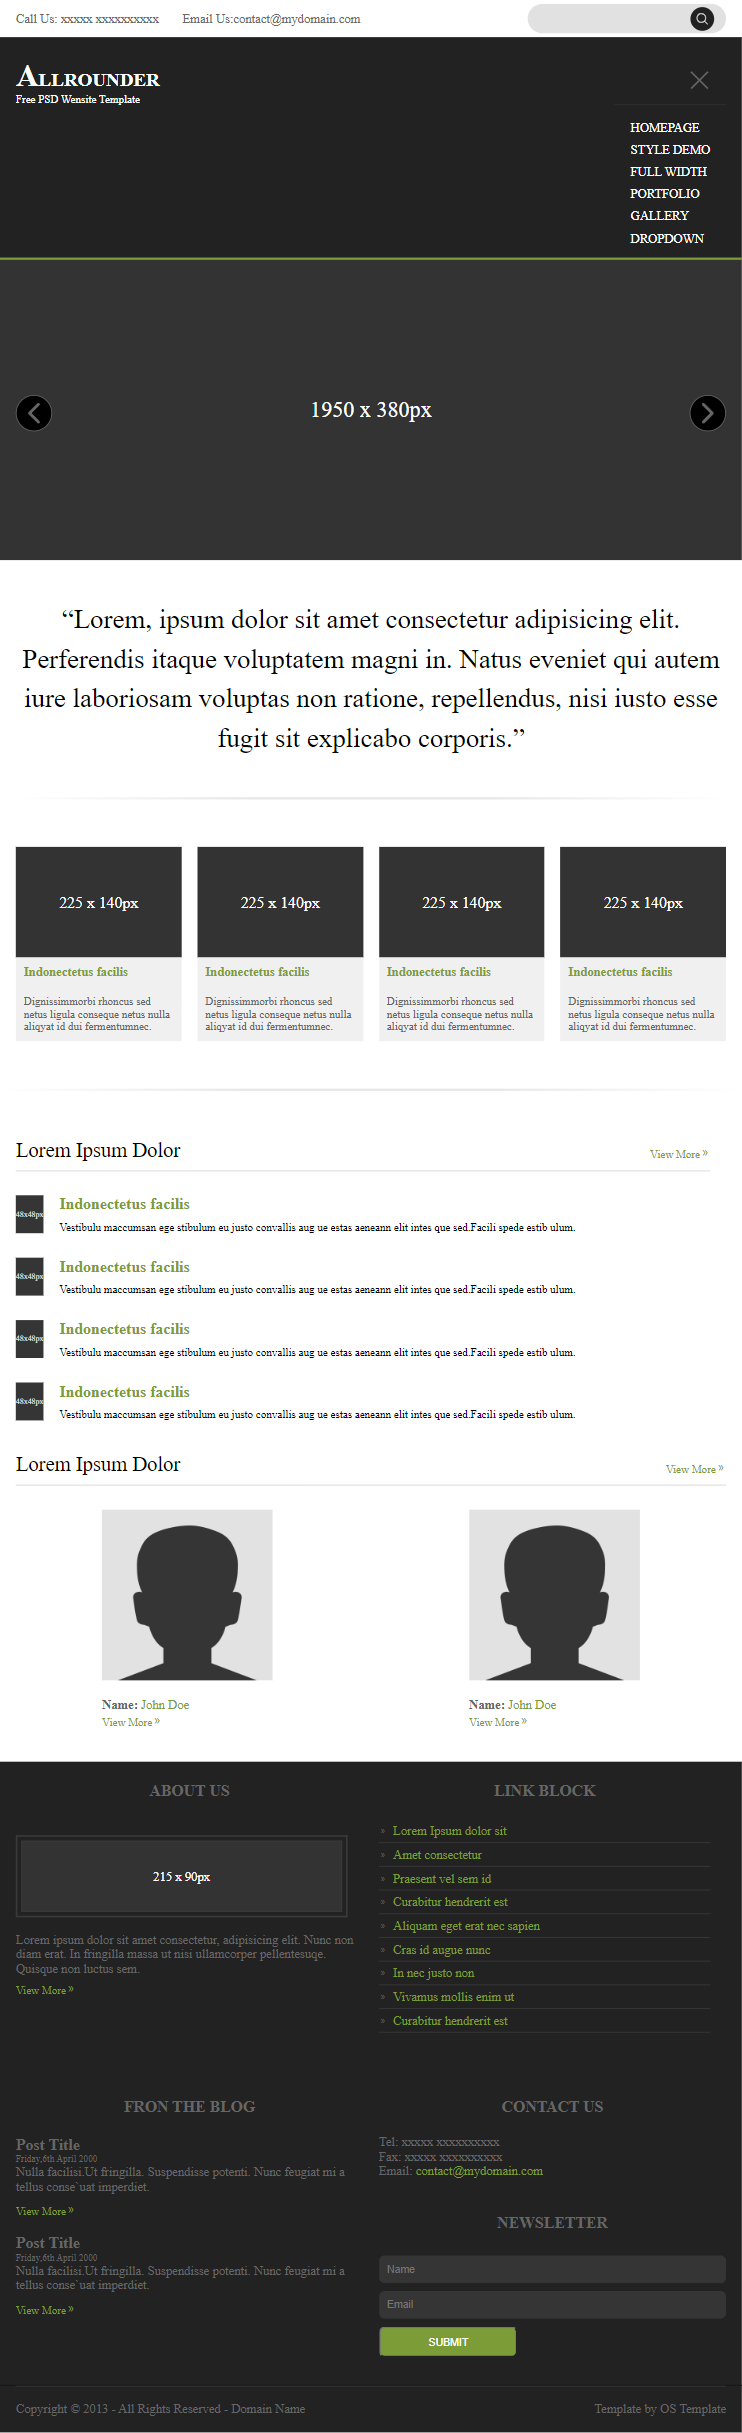 Call Us: xxxxx xxxxxxxxxx Email Us:contact@mydomain.com
ALLROUNDER
Free PSD Wensite Template
HOMEPAGE
STYLE DEMO
FULL WIDTH
PORTFOLIO
GALLERY
DROPDOWN
1950 x 380px
“Lorem, ipsum dolor sit amet consectetur adipisicing elit.
Perferendis itaque voluptatem magni in. Natus eveniet qui autem
iure laboriosam voluptas non ratione, repellendus, nisi iusto esse
fugit sit explicabo corporis.”
225 x 140px
Indonectetus facilis
Dignissimmorbi rhoncus sed
netus ligula conseque netus nulla
aliqyat id dui fermentumnec.
225 x 140px
Indonectetus facilis
Dignissimmorbi rhoncus sed
netus ligula conseque netus nulla
aliqyat id dui fermentumnec.
225 x 140px
Indonectetus facilis
Dignissimmorbi rhoncus sed
netus ligula conseque netus nulla
aliqyat id dui fermentumnec.
225 x 140px
Indonectetus facilis
Dignissimmorbi rhoncus sed
netus ligula conseque netus nulla
aliqyat id dui fermentumnec.
Lorem Ipsum Dolor
View More »
48x48px
Indonectetus facilis
Vestibulu maccumsan ege stibulum eu justo convallis aug ue estas aeneann elit intes que sed.Facili spede estib ulum.
48x48px
Indonectetus facilis
Vestibulu maccumsan ege stibulum eu justo convallis aug ue estas aeneann elit intes que sed.Facili spede estib ulum.
48x48px
Indonectetus facilis
Vestibulu maccumsan ege stibulum eu justo convallis aug ue estas aeneann elit intes que sed.Facili spede estib ulum.
48x48px
Indonectetus facilis
Vestibulu maccumsan ege stibulum eu justo convallis aug ue estas aeneann elit intes que sed.Facili spede estib ulum.
Lorem Ipsum Dolor
View More »
Name: John Doe
View More »
Name: John Doe
View More »
ABOUT US
215 x 90px
Lorem ipsum dolor sit amet consectetur, adipisicing elit. Nunc non
diam erat. In fringilla massa ut nisi ullamcorper pellentesuqe.
Quisque non luctus sem.
View More »
LINK BLOCK
» Lorem Ipsum dolor sit
» Amet consectetur
» Praesent vel sem id
» Curabitur hendrerit est
» Aliquam eget erat nec sapien
» Cras id augue nunc
» In nec justo non
» Vivamus mollis enim ut
» Curabitur hendrerit est
FRON THE BLOG
Post Title
Friday,6th April 2000
Nulla facilisi.Ut fringilla. Suspendisse potenti. Nunc feugiat mi a
tellus conse`uat imperdiet.
View More »
Post Title
Friday,6th April 2000
Nulla facilisi.Ut fringilla. Suspendisse potenti. Nunc feugiat mi a
tellus conse`uat imperdiet.
View More »
CONTACT US
Tel: xxxxx xxxxxxxxxx
Fax: xxxxx xxxxxxxxxx
Email: contact@mydomain.com
NEWSLETTER
Name
Email
SUBMIT
Copyright © 2013 - All Rights Reserved - Domain Name
Template by OS Template